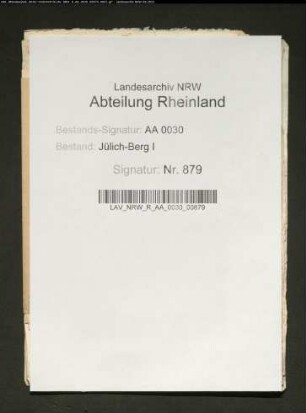 Landesarchiv NRW
Abteilung Rheinland
Bestands-Signatur: AA 0030
Bestand: Jülich-Berg I
Signatur: Nr. 879
LAV_NRW_R_AA_0030_00879